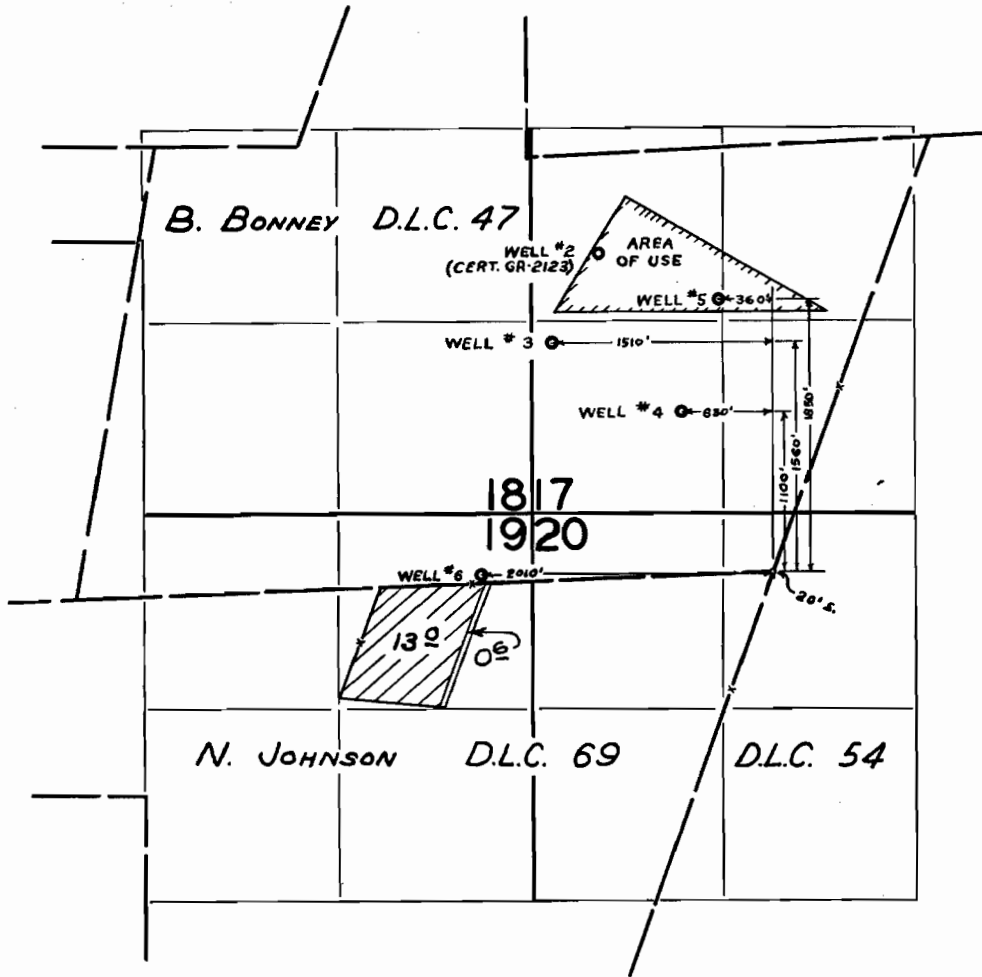 B. BONNEY D.L.C. 47
WELL #2
(CERT. GR-2123)
AREA
OF USE
WELL #5
360'
WELL # 3
1510'
WELL #4
630'
1100'
1560'
1850'
18 17
19 20
WELL #6
2010'
20' S.
13 0
0 6
N. JOHNSON D.L.C. 69
D.L.C. 54